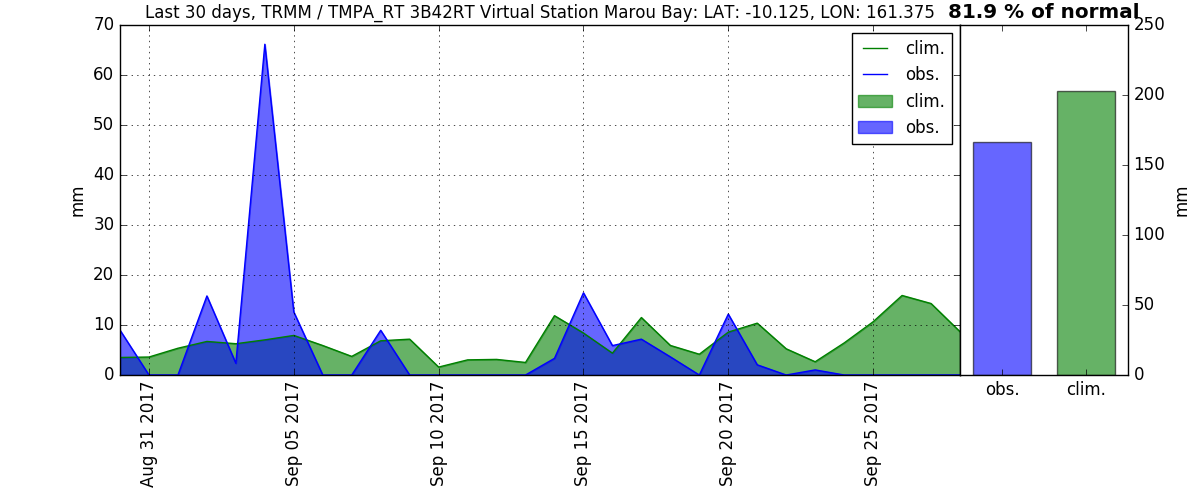 Last 30 days, TRMM / TMPA_RT 3B42RT Virtual Station Marou Bay: LAT: -10.125, LON: 161.375
81.9 % of normal
70
60
50
40
30
20
10
0
mm
clim.
obs.
clim.
obs.
250
200
150
100
50
0
mm
Aug 31 2017
Sep 05 2017
Sep 10 2017
Sep 15 2017
Sep 20 2017
Sep 25 2017
obs.
clim.